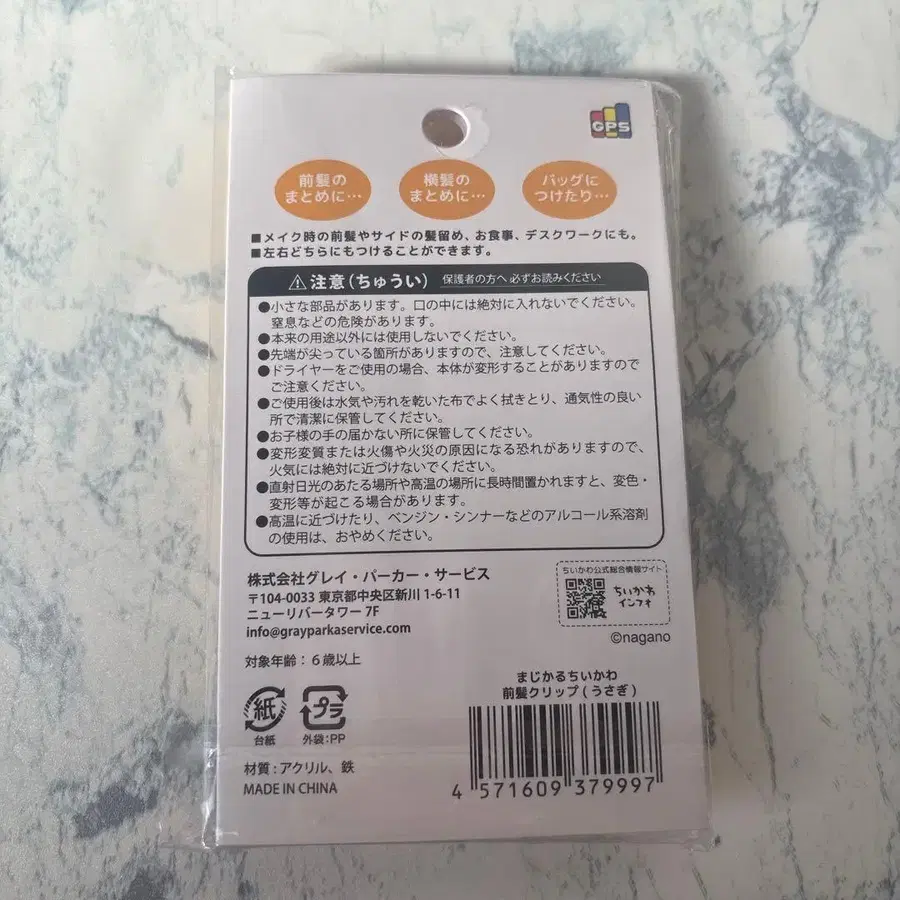 GPS
前髪の
まとめに…
横髪の
まとめに…
バッグに
つけたり…
■メイク時の前髪やサイドの髪留め、お食事、デスクワークにも。
■左右どちらにもつけることができます。
注意(ちゅうい) 保護者の方へ必ずお読みください
●小さな部品があります。口の中には絶対に入れないでください。
窒息などの危険があります。
●本来の用途以外には使用しないでください。
●先端が尖っている箇所がありますので、注意してください。
●ドライヤーをご使用の場合、本体が変形することがありますので
ご注意ください。
●ご使用後は水気や汚れを乾いた布でよく拭きとり、通気性の良い
所で清潔に保管してください。
●お子様の手の届かない所に保管してください。
●変形変質または火傷や火災の原因になる恐れがありますので、
火気には絶対に近づけないでください。
●直射日光のあたる場所や高温の場所に長時間置かれますと、変色・
変形等が起こる場合があります。
●高温に近づけたり、ベンジン・シンナーなどのアルコール系溶剤
の使用は、おやめください。
株式会社グレイ・パーカー・サービス
〒104-0033 東京都中央区新川 1-6-11
ニューリバータワー 7F
info@grayparkaservice.com
ちいかわ公式総合情報サイト
ちいかわ
インフォ
©nagano
対象年齢：6歳以上
紙
台紙
プラ
外袋:PP
材質:アクリル、鉄
MADE IN CHINA
まじかるちいかわ
前髪クリップ(うさぎ)
4 571609 379997